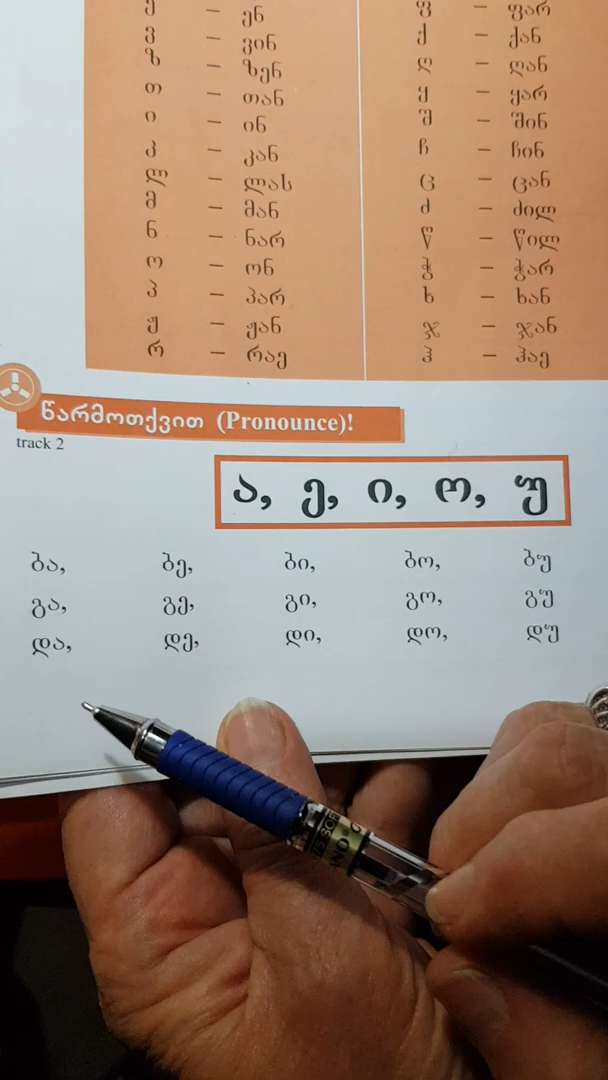 ე – ენ
ვ – ვინ
ზ – ზენ
თ – თან
ი – ინ
კ – კან
ლ – ლას
მ – მან
ნ – ნარ
ო – ონ
პ – პარ
ჟ – ჟან
რ – რაე
ფ – ფარ
ქ – ქან
ღ – ღან
ყ – ყარ
შ – შინ
ჩ – ჩინ
ც – ცან
ძ – ძილ
წ – წილ
ჭ – ჭარ
ხ – ხან
ჯ – ჯან
ჰ – ჰაე
წარმოთქვით (Pronounce)!
track 2
ა, ე, ი, ო, უ
ბა, ბე, ბი, ბო, ბუ
გა, გე, გი, გო, გუ
და, დე, დი, დო, დუ